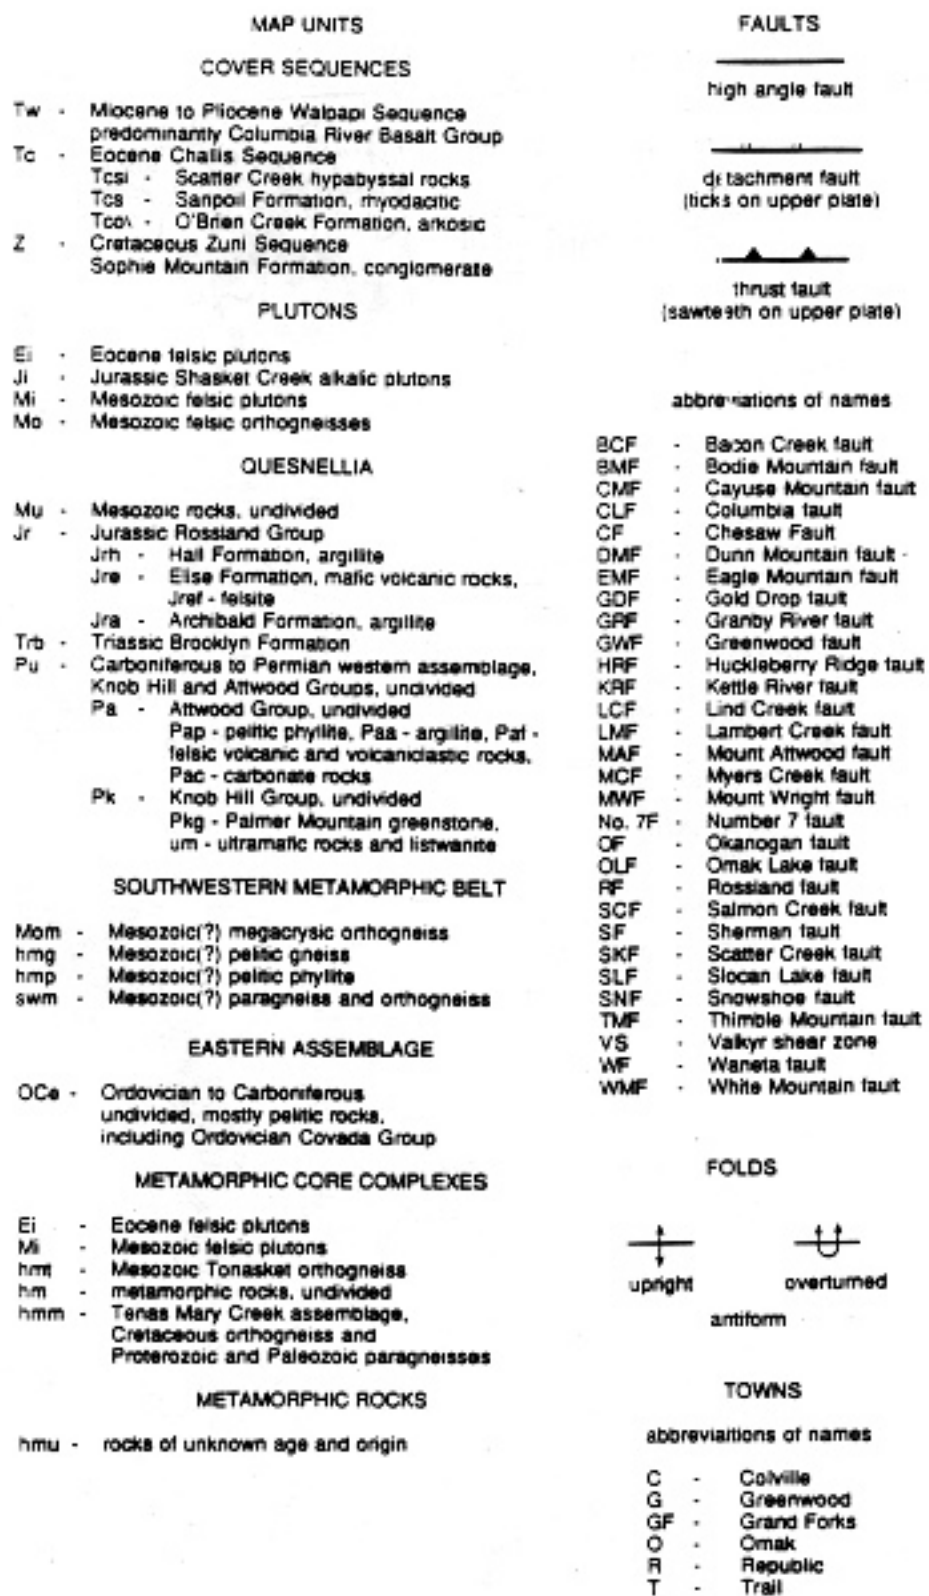 MAP UNITS
COVER SEQUENCES
Tw - Miocene to Pliocene Walpapi Sequence
predominantly Columbia River Basalt Group
Tc - Eocene Challis Sequence
Tcsi - Scatter Creek hypabyssal rocks
Tcs - Sanpoil Formation, rhyodacitic
Tco - O'Brien Creek Formation, arkosic
Z - Cretaceous Zuni Sequence
Sophie Mountain Formation, conglomerate
PLUTONS
Ei - Eocene felsic plutons
Ji - Jurassic Shasket Creek alkalic plutons
Mi - Mesozoic felsic plutons
Mo - Mesozoic felsic orthogneisses
QUESNELLIA
Mu - Mesozoic rocks, undivided
Jr - Jurassic Rossland Group
Jrh - Hall Formation, argillite
Jre - Elise Formation, mafic volcanic rocks,
Jref - felsite
Jra - Archibald Formation, argillite
Trb - Triassic Brooklyn Formation
Pu - Carboniferous to Permian western assemblage,
Knob Hill and Attwood Groups, undivided
Pa - Attwood Group, undivided
Pap - pelitic phyllite, Paa - argillite, Paf -
felsic volcanic and volcaniclastic rocks,
Pac - carbonate rocks
Pk - Knob Hill Group, undivided
Pkg - Palmer Mountain greenstone,
um - ultramafic rocks and listwanite
SOUTHWESTERN METAMORPHIC BELT
Mom - Mesozoic(?) megacrysic orthogneiss
hmg - Mesozoic(?) pelitic gneiss
hmp - Mesozoic(?) pelitic phyllite
swm - Mesozoic(?) paragneiss and orthogneiss
EASTERN ASSEMBLAGE
OCe - Ordovician to Carboniferous
undivided, mostly pelitic rocks,
including Ordovician Covada Group
METAMORPHIC CORE COMPLEXES
Ei - Eocene felsic plutons
Mi - Mesozoic felsic plutons
hmt - Mesozoic Tonasket orthogneiss
hm - metamorphic rocks, undivided
hmm - Tenas Mary Creek assemblage,
Cretaceous orthogneiss and
Proterozoic and Paleozoic paragneisses
METAMORPHIC ROCKS
hmu - rocks of unknown age and origin
FAULTS
high angle fault
detachment fault
(ticks on upper plate)
thrust fault
(sawteeth on upper plate)
abbreviations of names
BCF - Bacon Creek fault
BMF - Bodie Mountain fault
CMF - Cayuse Mountain fault
CLF - Columbia fault
CF - Chesaw Fault
DMF - Dunn Mountain fault
EMF - Eagle Mountain fault
GDF - Gold Drop fault
GRF - Granby River fault
GWF - Greenwood fault
HRF - Huckleberry Ridge fault
KRF - Kettle River fault
LCF - Lind Creek fault
LMF - Lambert Creek fault
MAF - Mount Attwood fault
MCF - Myers Creek fault
MWF - Mount Wright fault
No. 7F - Number 7 fault
OF - Okanogan fault
OLF - Omak Lake fault
RF - Rossland fault
SCF - Salmon Creek fault
SF - Sherman fault
SKF - Scatter Creek fault
SLF - Slocan Lake fault
SNF - Snowshoe fault
TMF - Thimble Mountain fault
VS - Valkyr shear zone
WF - Waneta fault
WMF - White Mountain fault
FOLDS
upright overturned
antiform
TOWNS
abbreviaitions of names
C - Colville
G - Greenwood
GF - Grand Forks
O - Omak
R - Republic
T - Trail